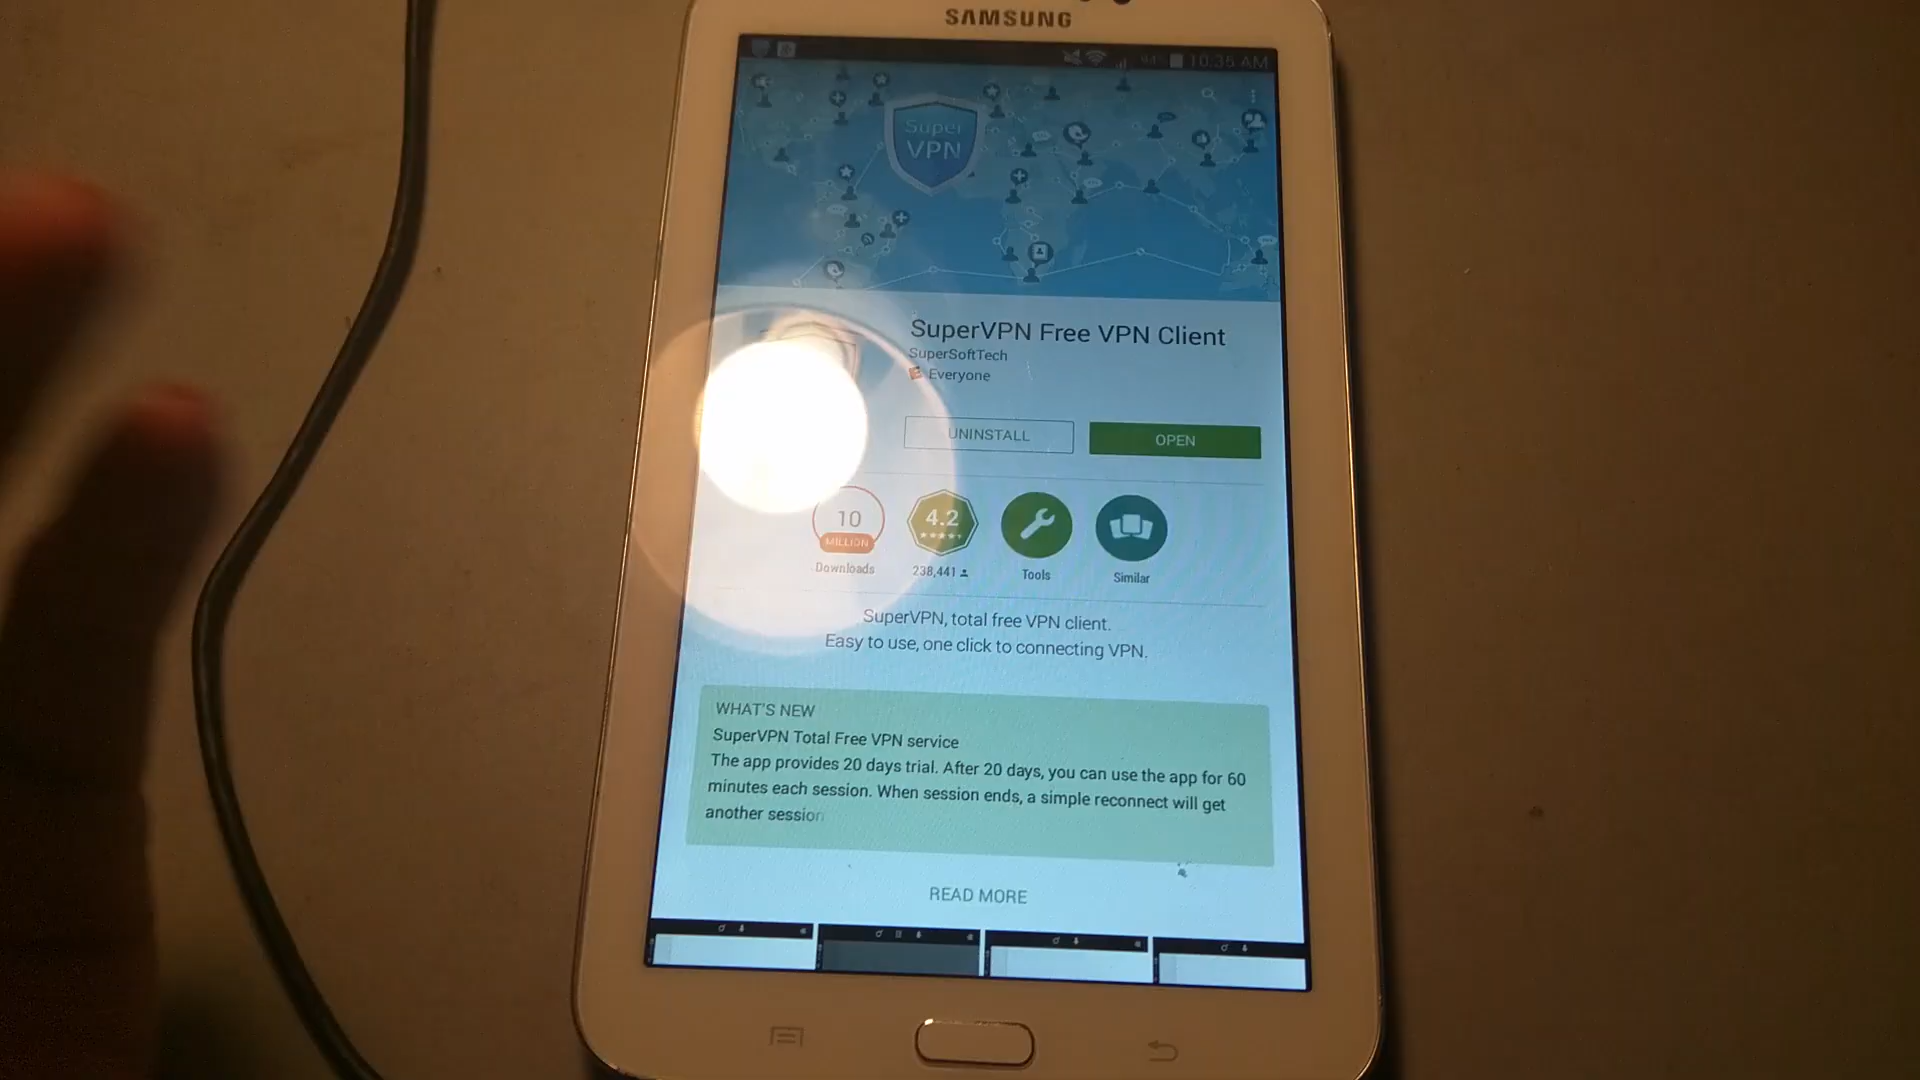 SAMSUNG
10:35 AM
Super
VPN
SuperVPN Free VPN Client
SuperSoftTech
Everyone
UNINSTALL
OPEN
10
MILLION
Downloads
4.2
238,441
Tools
Similar
SuperVPN, total free VPN client.
Easy to use, one click to connecting VPN.
WHAT'S NEW
SuperVPN Total Free VPN service
The app provides 20 days trial. After 20 days, you can use the app for 60
minutes each session. When session ends, a simple reconnect will get
another session
READ MORE